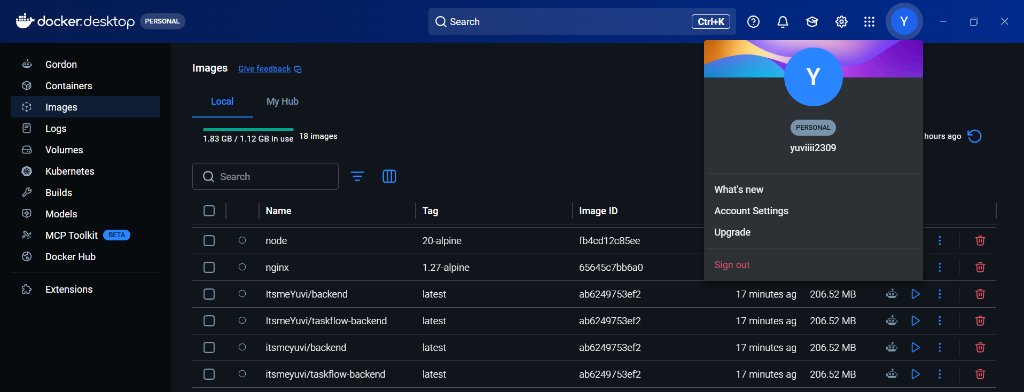 docker.desktop PERSONAL
Search Ctrl+K
Y
Gordon
Containers
Images
Logs
Volumes
Kubernetes
Builds
Models
MCP Toolkit BETA
Docker Hub
Extensions
Images Give feedback
Local My Hub
1.83 GB / 1.12 GB in use 18 images
hours ago
Search
Name Tag Image ID
node 20-alpine fb4cd12c85ee
nginx 1.27-alpine 65645c7bb6a0
ItsmeYuvi/backend latest ab6249753ef2 17 minutes ag 206.52 MB
ItsmeYuvi/taskflow-backend latest ab6249753ef2 17 minutes ag 206.52 MB
itsmeyuvi/backend latest ab6249753ef2 17 minutes ag 206.52 MB
itsmeyuvi/taskflow-backend latest ab6249753ef2 17 minutes ag 206.52 MB
Y
PERSONAL
yuviiii2309
What's new
Account Settings
Upgrade
Sign out